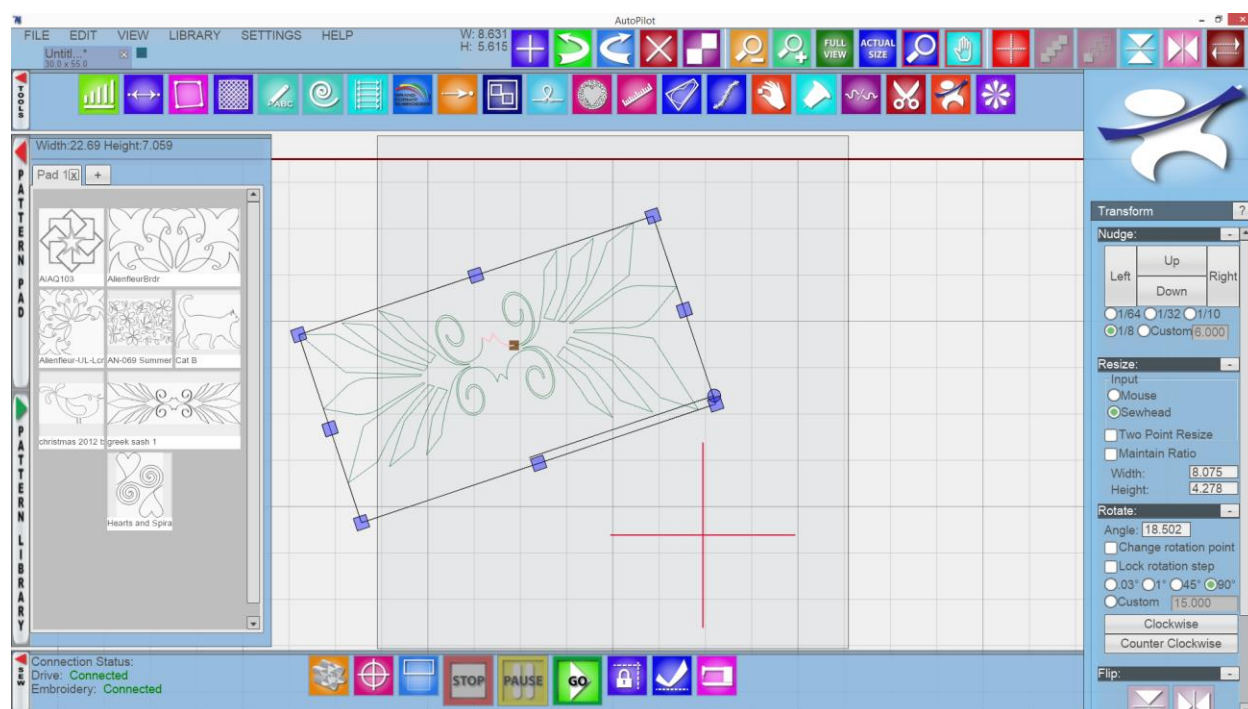 AutoPilot
FILE EDIT VIEW LIBRARY SETTINGS HELP
W: 8.631
H: 5.615
Untitl...*
30.0 x 55.0
FULL VIEW
ACTUAL SIZE
TOOLS
ABC
Width:22.69 Height:7.059
Pad 1 x +
PATTERN PAD
AIAQ103
AlienfleurBrdr
Alienfleur-UL-Lcr
AN-069 Summer
Cat B
christmas 2012 b
greek sash 1
Hearts and Spira
PATTERN LIBRARY
Transform ?
Nudge: -
Up
Left Right
Down
1/64 1/32 1/10
1/8 Custom 6.000
Resize: -
Input
Mouse
Sewhead
Two Point Resize
Maintain Ratio
Width: 8.075
Height: 4.278
Rotate: -
Angle: 18.502
Change rotation point
Lock rotation step
.03° 1° 45° 90°
Custom 15.000
Clockwise
Counter Clockwise
Flip: -
SEW
Connection Status:
Drive: Connected
Embroidery: Connected
STOP
PAUSE
GO